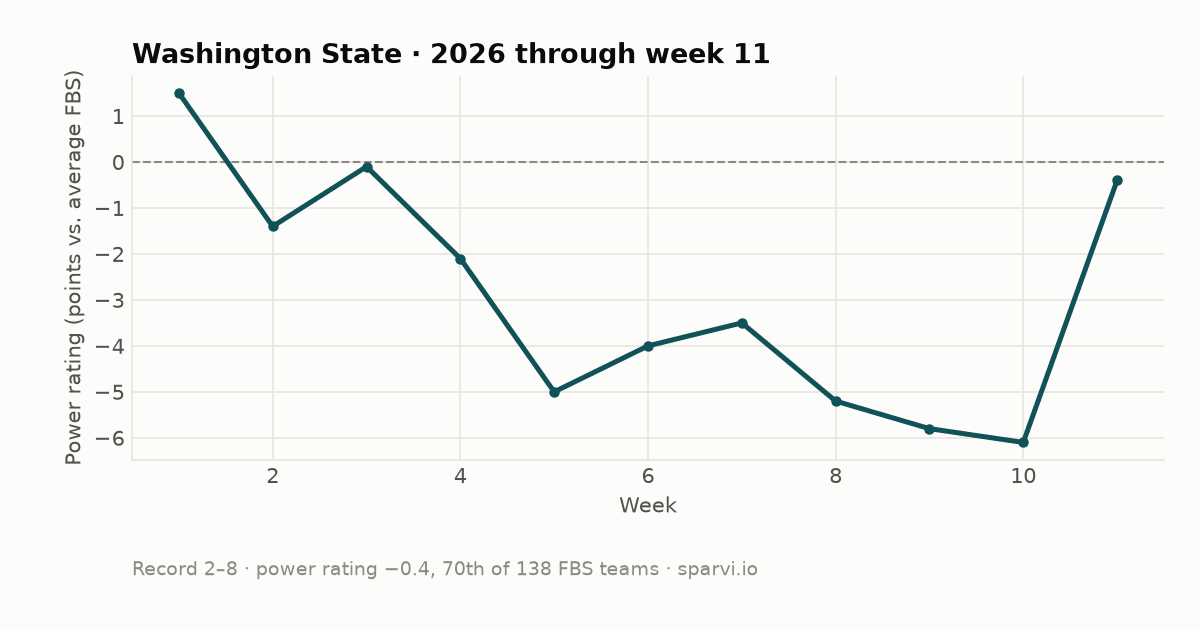 Washington State · 2026 through week 11
Power rating (points vs. average FBS)
1
0
−1
−2
−3
−4
−5
−6
2 4 6 8 10
Week
Record 2–8 · power rating −0.4, 70th of 138 FBS teams · sparvi.io